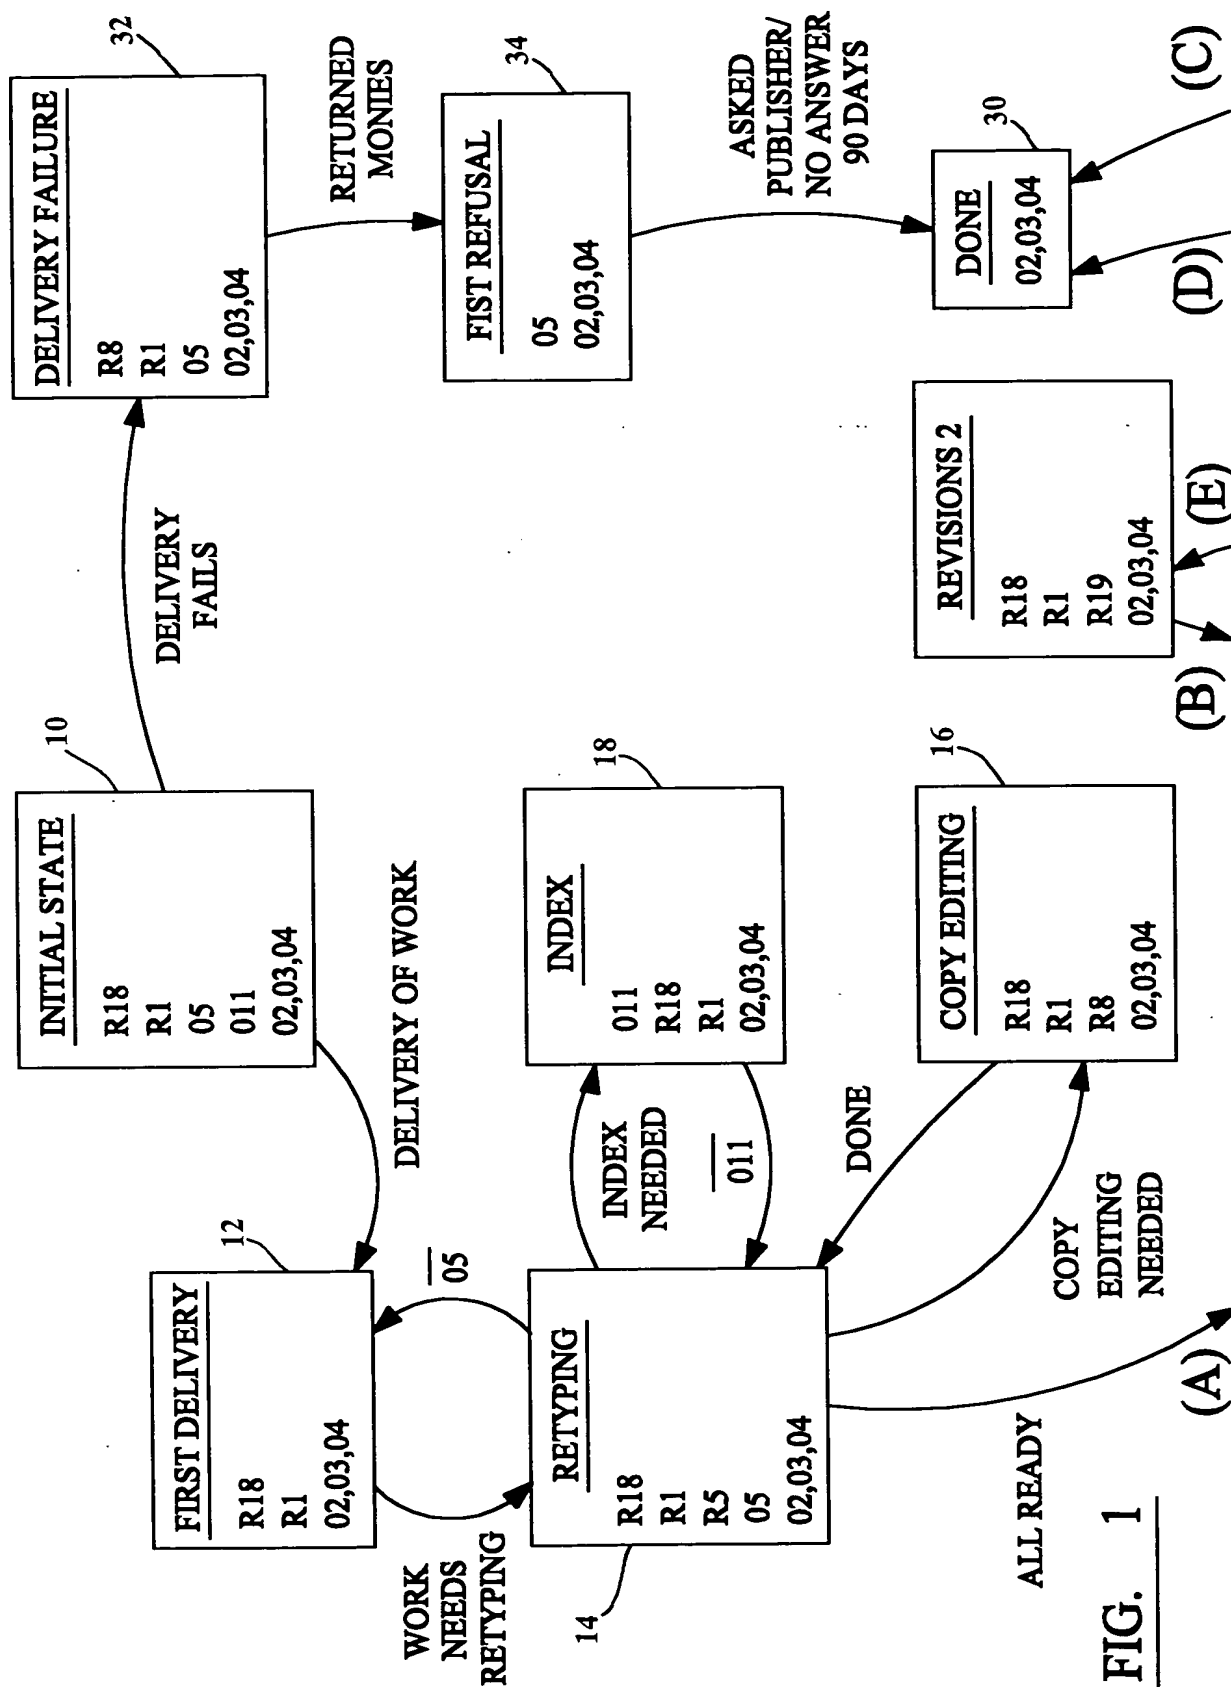 FIRST DELIVERY
R18
R1
02,03,04
12
INITIAL STATE
R18
R1
05
011
02,03,04
10
DELIVERY
FAILS
DELIVERY FAILURE
R8
R1
05
02,03,04
32
DELIVERY OF WORK
RETURNED
MONIES
WORK
NEEDS
RETYPING
05
RETYPING
R18
R1
R5
05
02,03,04
14
INDEX
NEEDED
011
INDEX
011
R18
R1
02,03,04
18
FIST REFUSAL
05
02,03,04
34
ASKED
PUBLISHER/
NO ANSWER
90 DAYS
DONE
COPY
EDITING
NEEDED
COPY EDITING
R18
R1
R8
02,03,04
16
REVISIONS 2
R18
R1
R19
02,03,04
DONE
02,03,04
30
ALL READY
(A)
(B)
(E)
(D)
(C)
FIG. 1